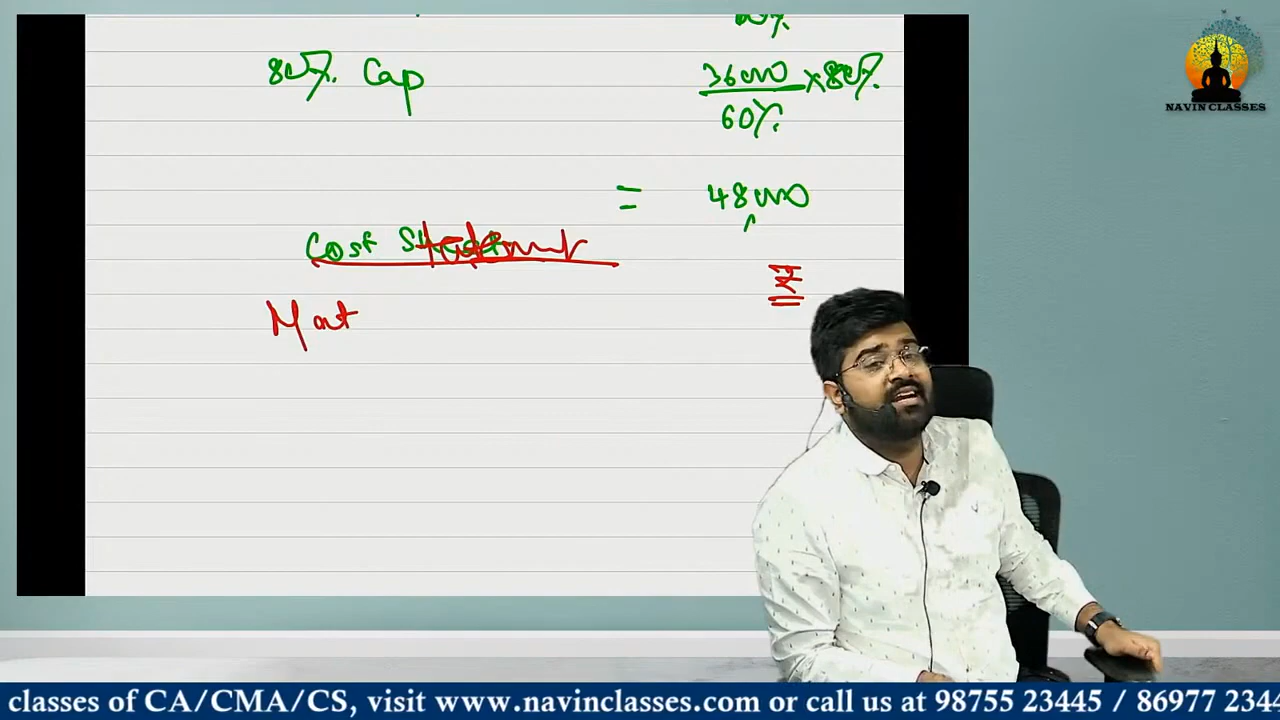 60%
80% Cap
36000 × 80%
60%
= 48000
Cost Statement
₹
Mat
NAVIN CLASSES
classes of CA/CMA/CS, visit www.navinclasses.com or call us at 98755 23445 / 86977 2344